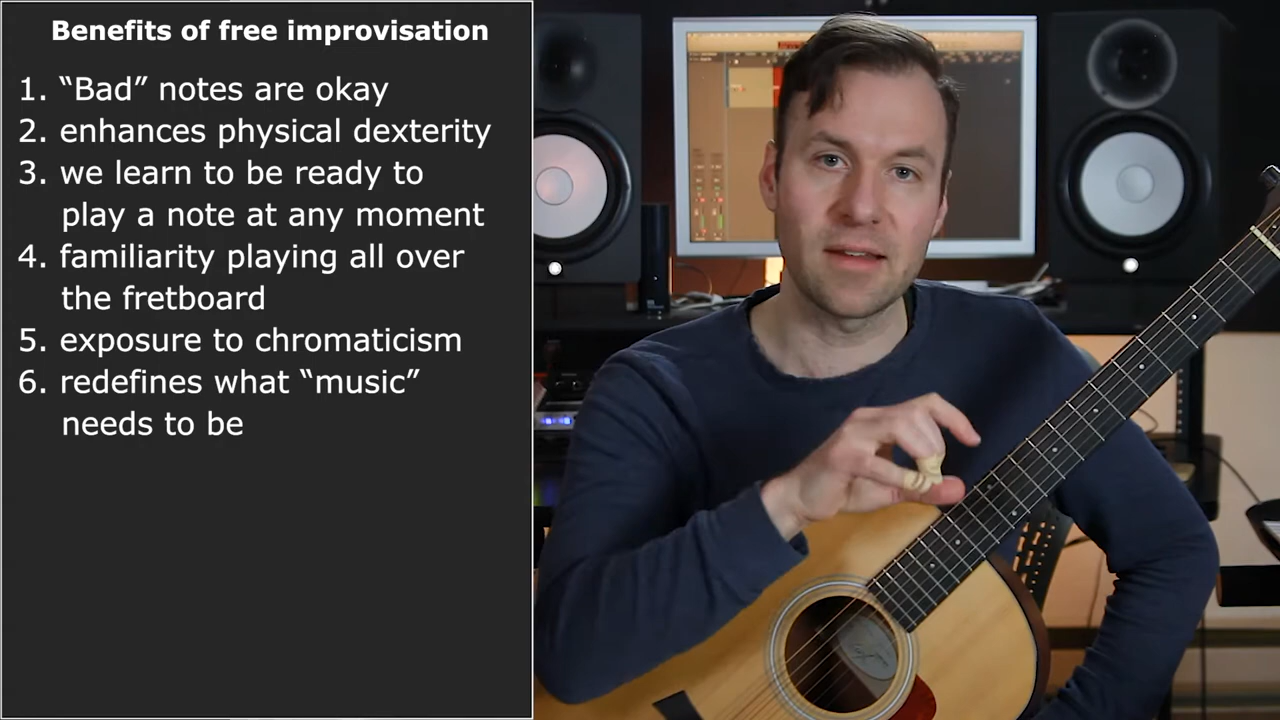 Benefits of free improvisation
1. “Bad” notes are okay
2. enhances physical dexterity
3. we learn to be ready to
play a note at any moment
4. familiarity playing all over
the fretboard
5. exposure to chromaticism
6. redefines what “music”
needs to be